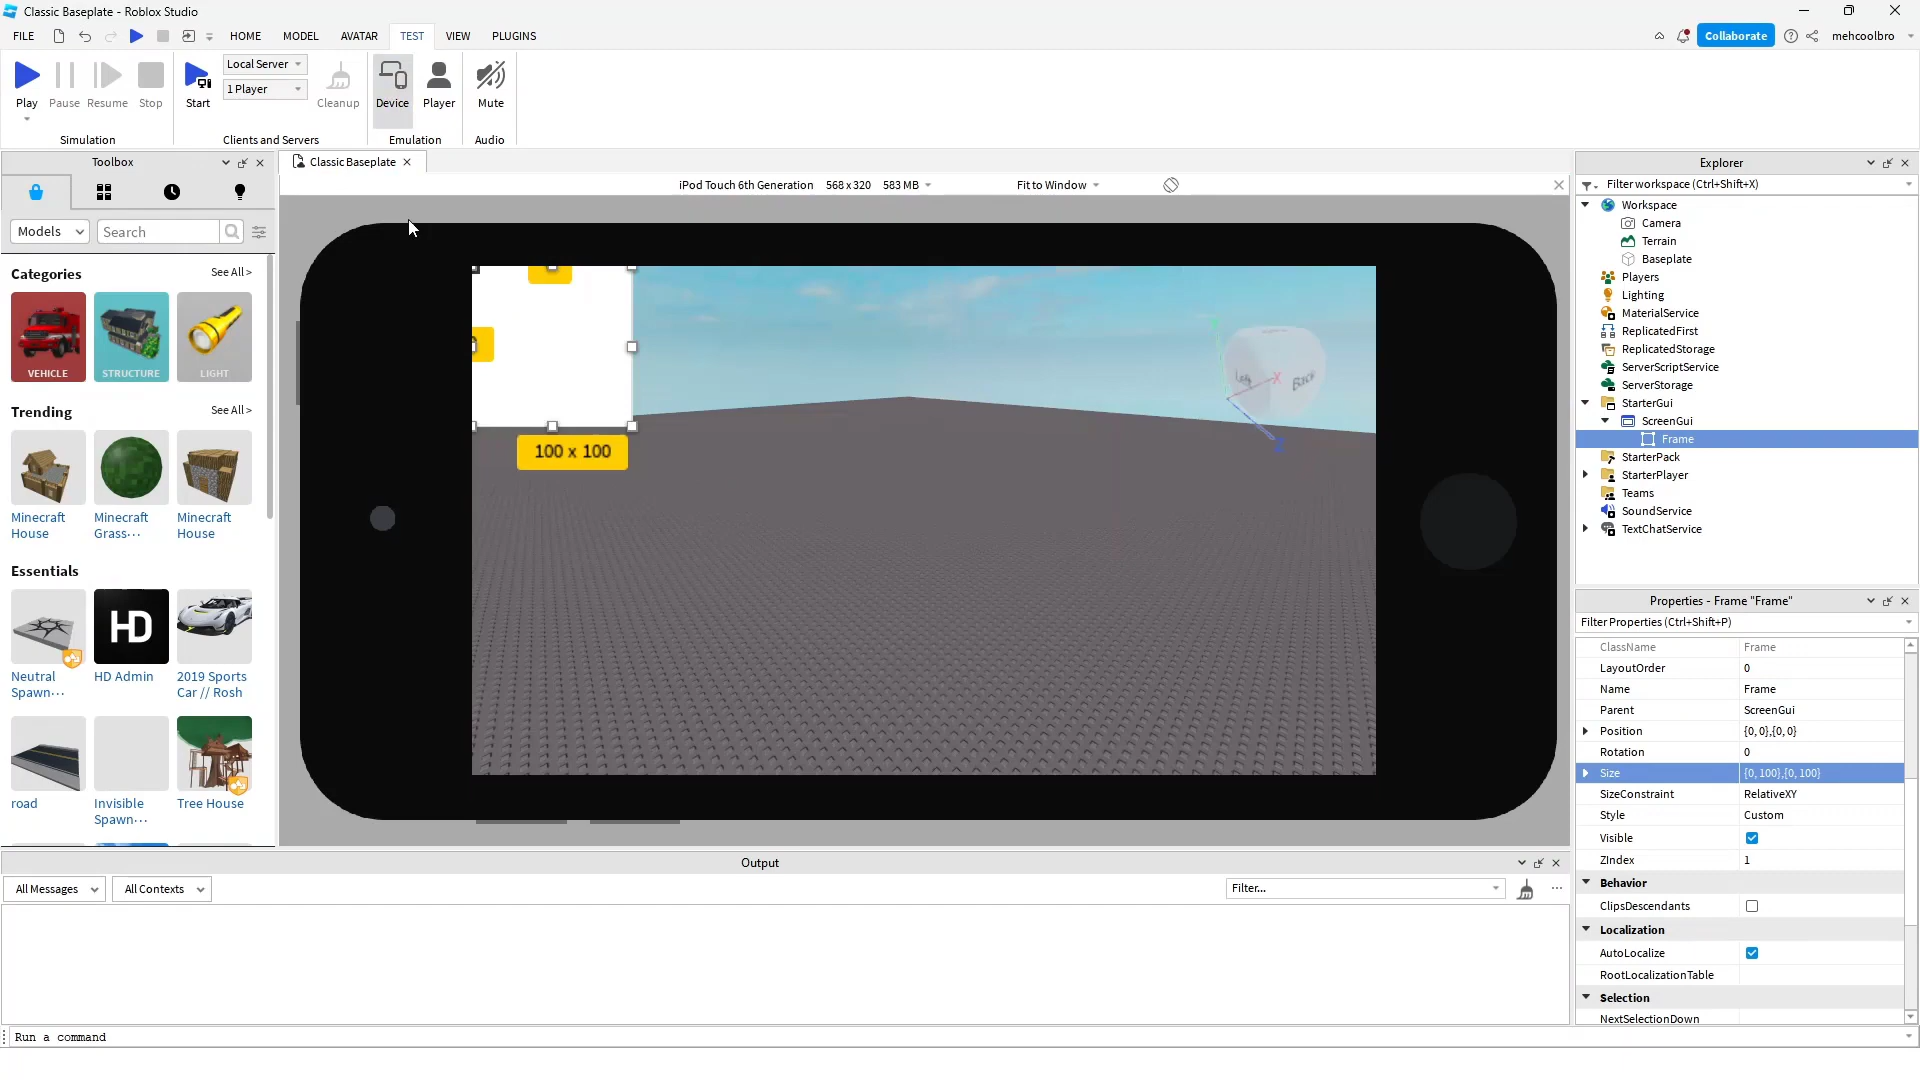 Classic Baseplate - Roblox Studio
FILE HOME MODEL AVATAR TEST VIEW PLUGINS Collaborate mehcoolbro
Play Pause Resume Stop Start Local Server 1 Player Cleanup Device Player Mute
Simulation Clients and Servers Emulation Audio
Toolbox
Classic Baseplate
Explorer
iPod Touch 6th Generation 568 x 320 583 MB Fit to Window
Filter workspace (Ctrl+Shift+X)
Models Search
Categories See All >
VEHICLE STRUCTURE LIGHT
Trending See All >
Minecraft House
Minecraft Grass...
Minecraft House
Essentials
HD
Neutral Spawn...
HD Admin
2019 Sports Car // Rosh
road
Invisible Spawn...
Tree House
100 x 100
Back
X
Workspace
Camera
Terrain
Baseplate
Players
Lighting
MaterialService
ReplicatedFirst
ReplicatedStorage
ServerScriptService
ServerStorage
StarterGui
ScreenGui
Frame
StarterPack
StarterPlayer
Teams
SoundService
TextChatService
Properties - Frame "Frame"
Filter Properties (Ctrl+Shift+P)
ClassName Frame
LayoutOrder 0
Name Frame
Parent ScreenGui
Position {0, 0},{0, 0}
Rotation 0
Size {0, 100},{0, 100}
SizeConstraint RelativeXY
Style Custom
Visible
ZIndex 1
Behavior
ClipsDescendants
Localization
AutoLocalize
RootLocalizationTable
Selection
NextSelectionDown
Output
All Messages All Contexts Filter...
Run a command